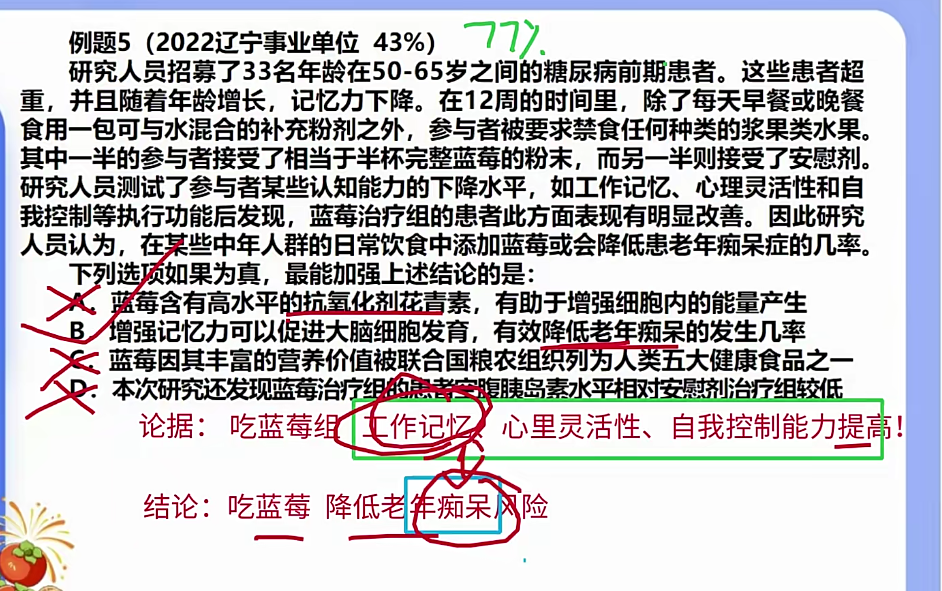 例题5（2022辽宁事业单位 43%） 77%
研究人员招募了33名年龄在50-65岁之间的糖尿病前期患者。这些患者超
重，并且随着年龄增长，记忆力下降。在12周的时间里，除了每天早餐或晚餐
食用一包可与水混合的补充粉剂之外，参与者被要求禁食任何种类的浆果类水果。
其中一半的参与者接受了相当于半杯完整蓝莓的粉末，而另一半则接受了安慰剂。
研究人员测试了参与者某些认知能力的下降水平，如工作记忆、心理灵活性和自
我控制等执行功能后发现，蓝莓治疗组的患者此方面表现有明显改善。因此研究
人员认为，在某些中年人群的日常饮食中添加蓝莓或会降低患老年痴呆症的几率。
下列选项如果为真，最能加强上述结论的是：
A．蓝莓含有高水平的抗氧化剂花青素，有助于增强细胞内的能量产生
B．增强记忆力可以促进大脑细胞发育，有效降低老年痴呆的发生几率
C．蓝莓因其丰富的营养价值被联合国粮农组织列为人类五大健康食品之一
D．本次研究还发现蓝莓治疗组的患者空腹胰岛素水平相对安慰剂治疗组较低
论据： 吃蓝莓组 工作记忆、心里灵活性、自我控制能力提高！
结论：吃蓝莓 降低老年痴呆风险